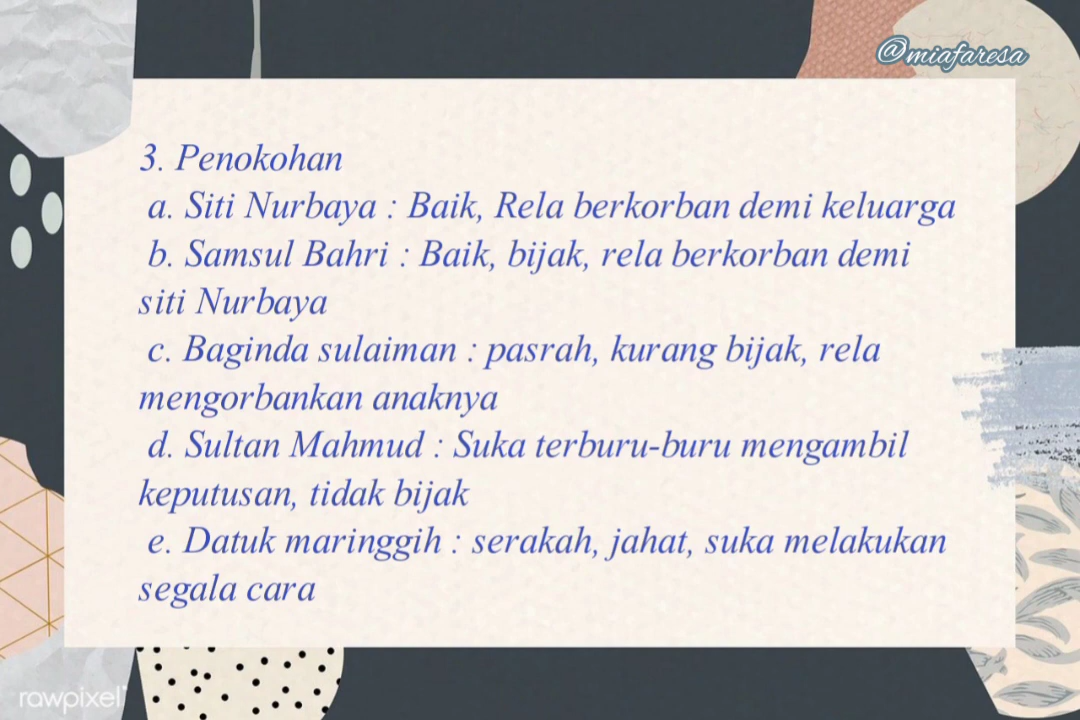 @miafaresa
3. Penokohan
a. Siti Nurbaya : Baik, Rela berkorban demi keluarga
b. Samsul Bahri : Baik, bijak, rela berkorban demi
siti Nurbaya
c. Baginda sulaiman : pasrah, kurang bijak, rela
mengorbankan anaknya
d. Sultan Mahmud : Suka terburu-buru mengambil
keputusan, tidak bijak
e. Datuk maringgih : serakah, jahat, suka melakukan
segala cara
rawpixel